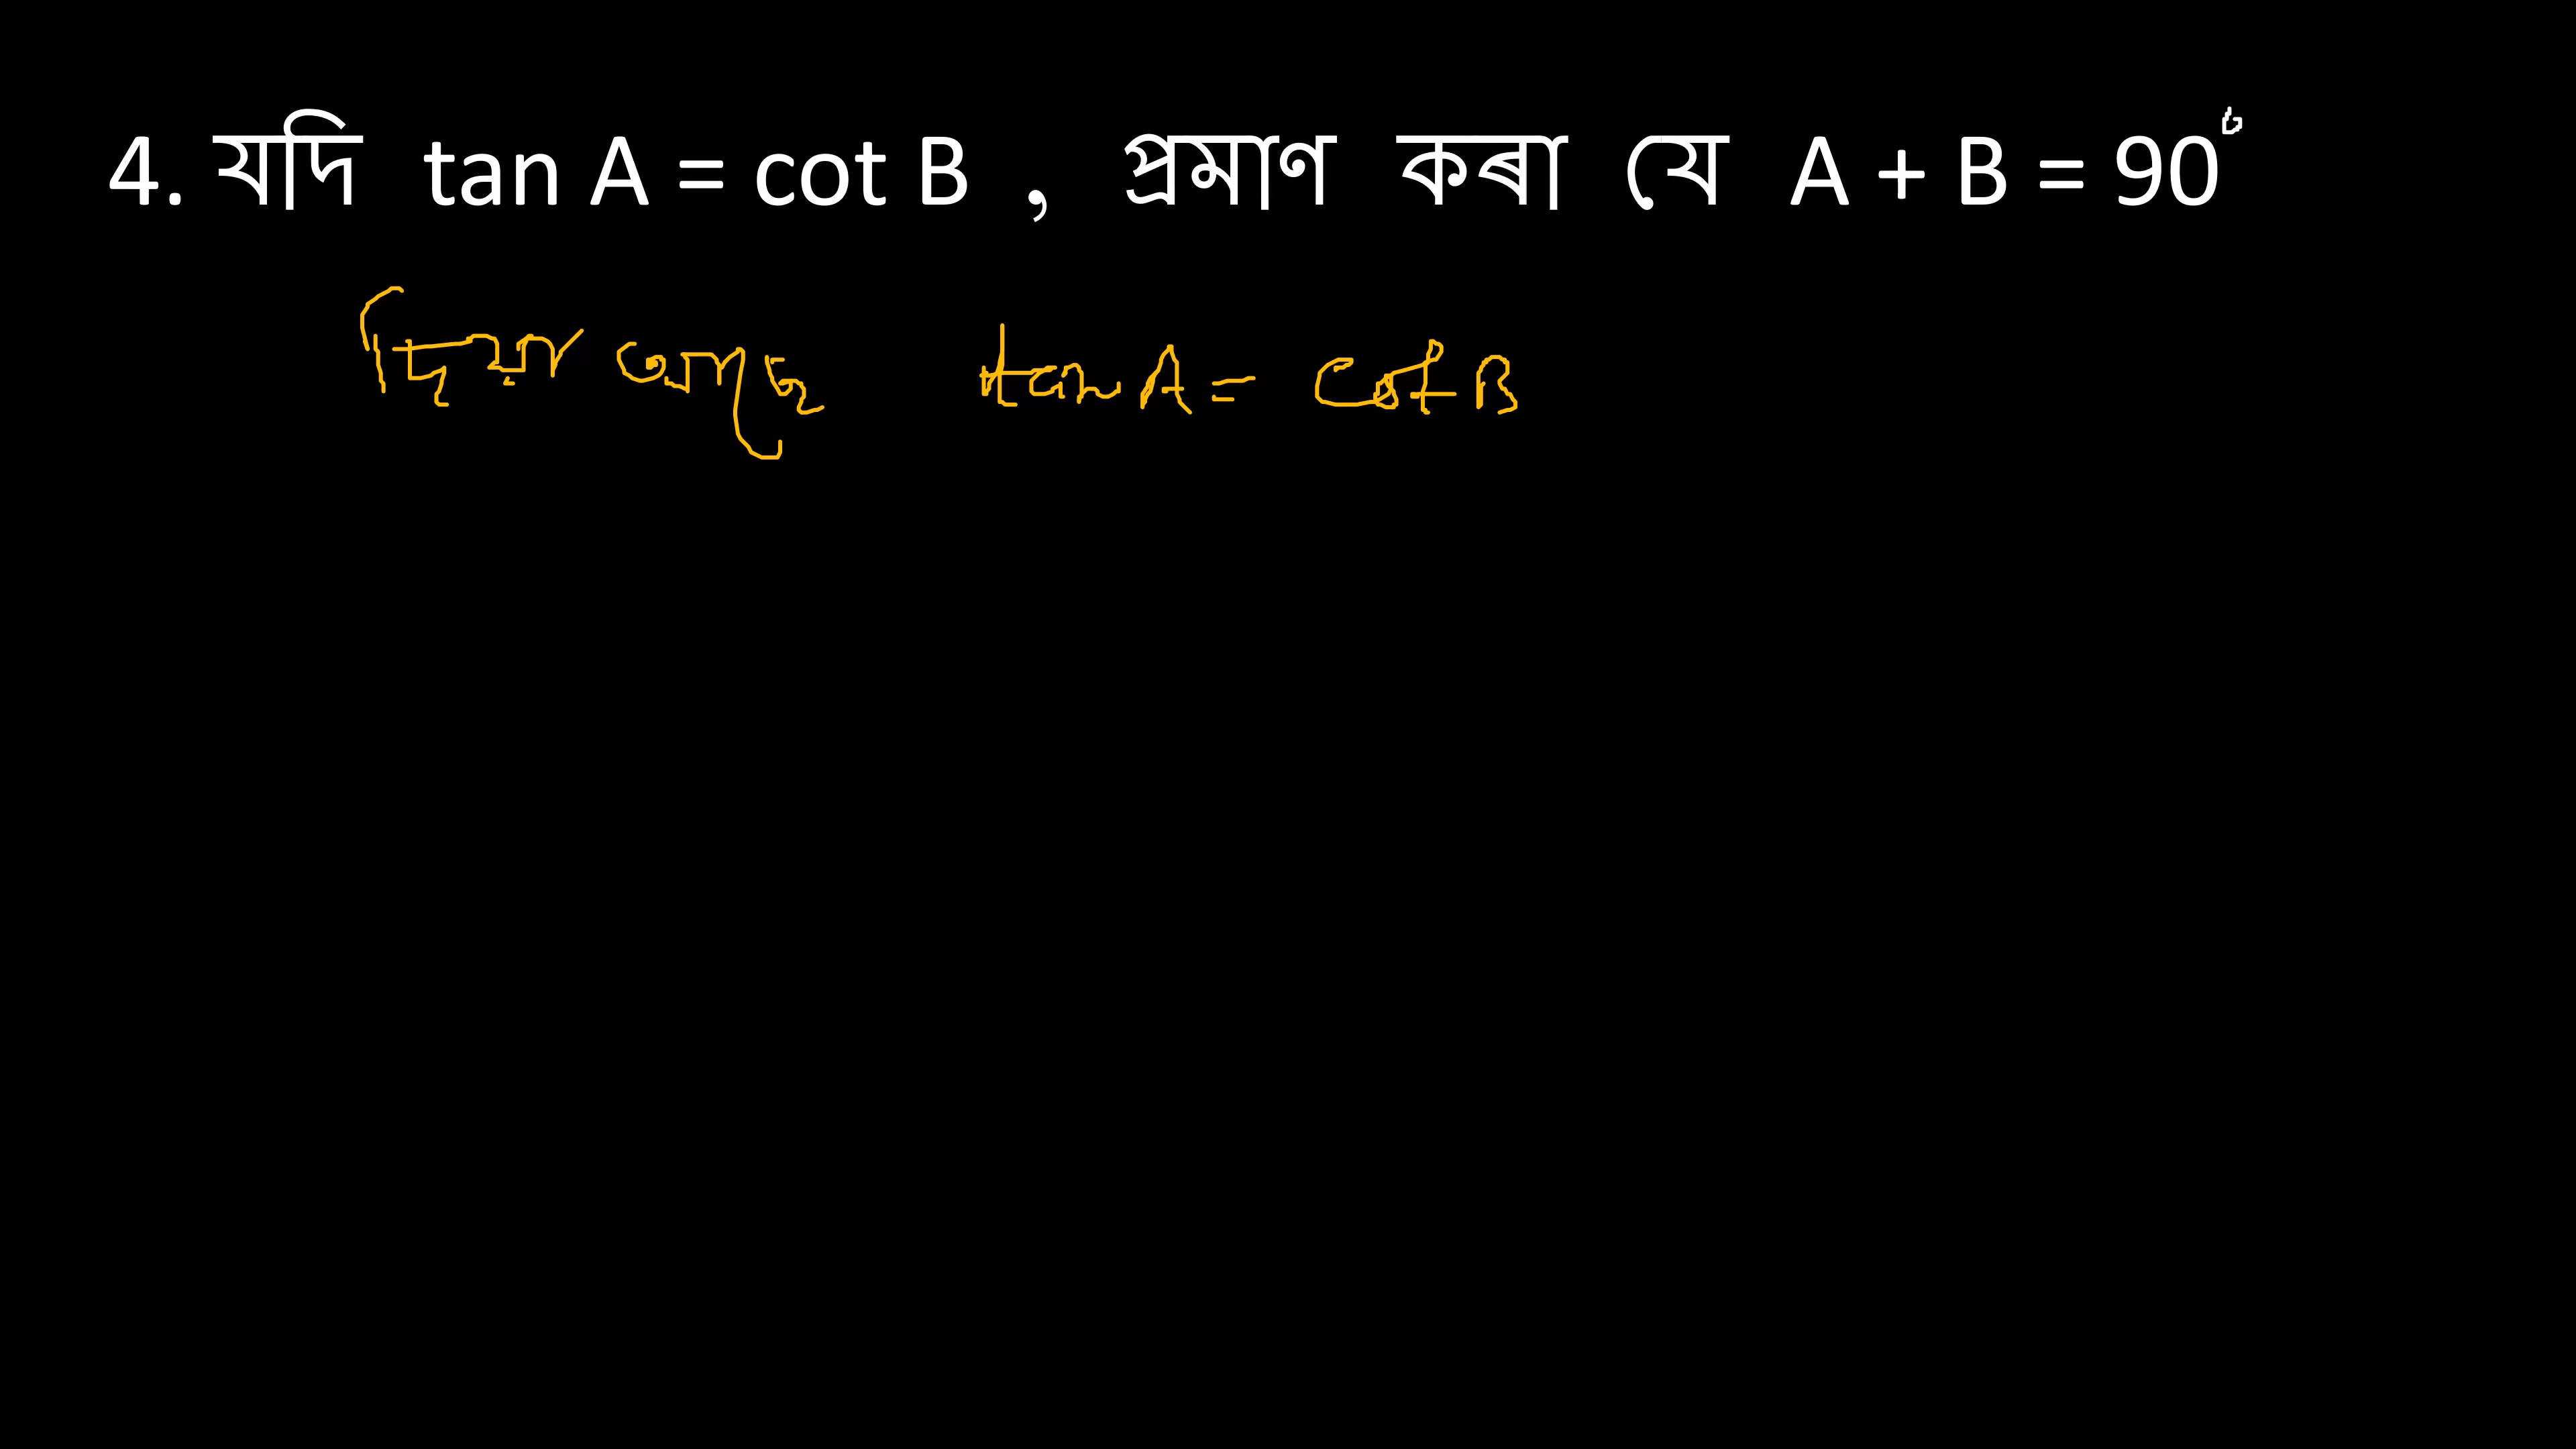 4. যদি tan A = cot B , প্ৰমাণ কৰা যে A + B = 90°
দিয়া আছে tan A = cot B